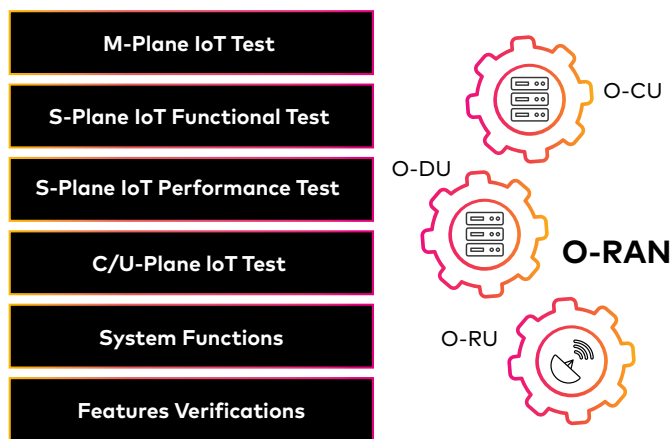 M-Plane IoT Test
S-Plane IoT Functional Test
S-Plane IoT Performance Test
C/U-Plane IoT Test
System Functions
Features Verifications
O-CU
O-DU
O-RAN
O-RU